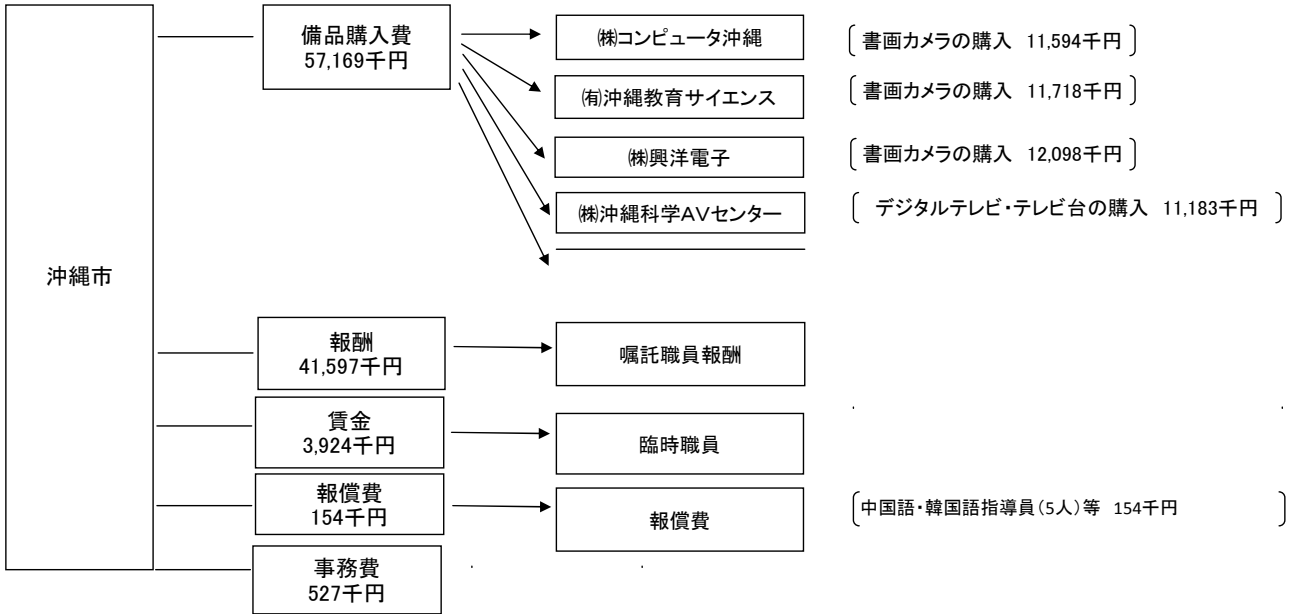 沖縄市
備品購入費
57,169千円
㈱コンピュータ沖縄
書画カメラの購入 11,594千円
㈲沖縄教育サイエンス
書画カメラの購入 11,718千円
㈱興洋電子
書画カメラの購入 12,098千円
㈱沖縄科学AVセンター
デジタルテレビ・テレビ台の購入 11,183千円
報酬
41,597千円
嘱託職員報酬
賃金
3,924千円
臨時職員
報償費
154千円
報償費
中国語・韓国語指導員(5人)等 154千円
事務費
527千円